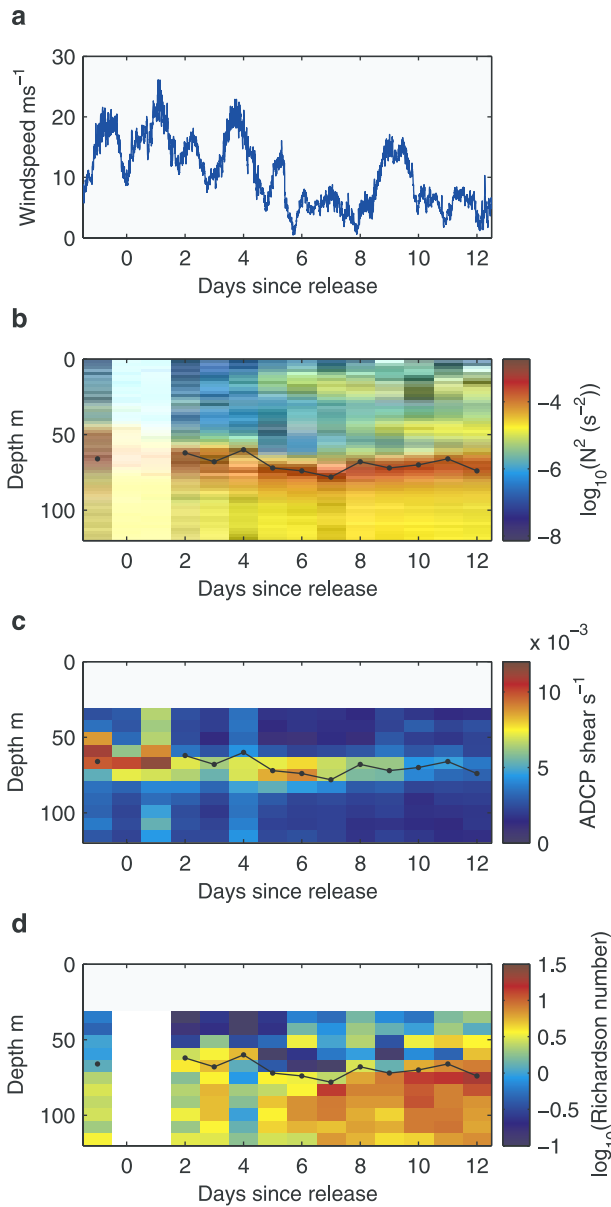 a
30
20
10
0
Windspeed ms⁻¹
0 2 4 6 8 10 12
Days since release
b
0
50
100
Depth m
0 2 4 6 8 10 12
Days since release
−4
−6
−8
log₁₀(N² (s⁻²))
c
x 10⁻³
0
50
100
Depth m
0 2 4 6 8 10 12
Days since release
10
5
0
ADCP shear s⁻¹
d
0
50
100
Depth m
0 2 4 6 8 10 12
Days since release
1.5
1
0.5
0
−0.5
−1
log₁₀(Richardson number)